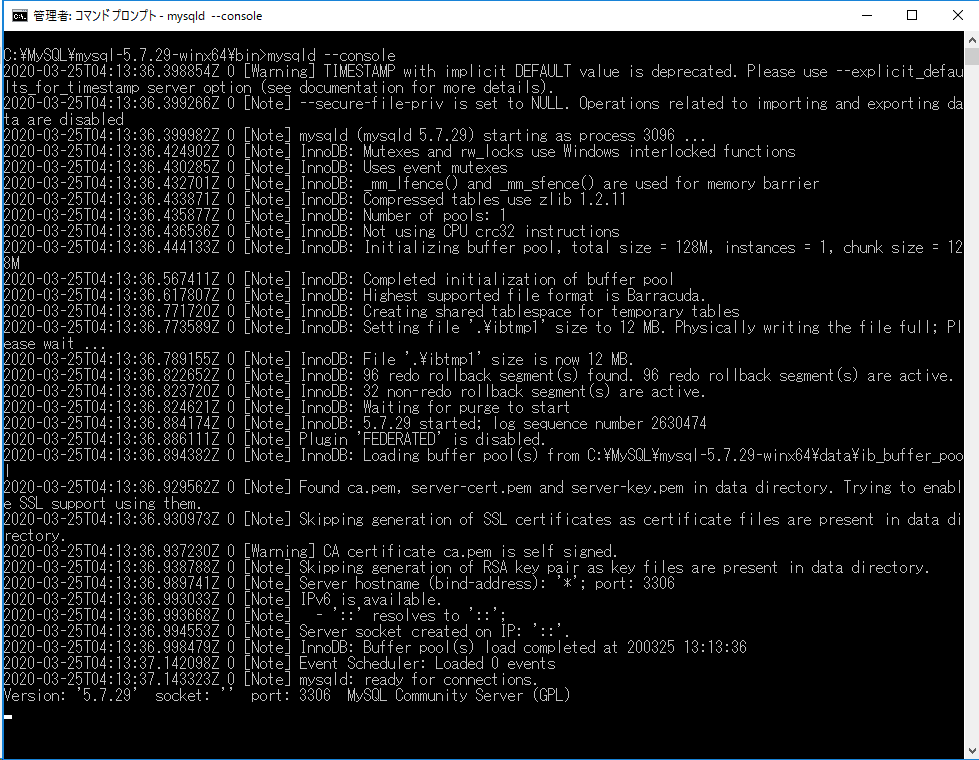 管理者: コマンドプロンプト - mysqld --console
C:¥MySQL¥mysql-5.7.29-winx64¥bin>mysqld --console
2020-03-25T04:13:36.398854Z 0 [Warning] TIMESTAMP with implicit DEFAULT value is deprecated. Please use --explicit_defau
lts_for_timestamp server option (see documentation for more details).
2020-03-25T04:13:36.399266Z 0 [Note] --secure-file-priv is set to NULL. Operations related to importing and exporting da
ta are disabled
2020-03-25T04:13:36.399982Z 0 [Note] mysqld (mysqld 5.7.29) starting as process 3096 ...
2020-03-25T04:13:36.424902Z 0 [Note] InnoDB: Mutexes and rw_locks use Windows interlocked functions
2020-03-25T04:13:36.430285Z 0 [Note] InnoDB: Uses event mutexes
2020-03-25T04:13:36.432701Z 0 [Note] InnoDB: _mm_lfence() and _mm_sfence() are used for memory barrier
2020-03-25T04:13:36.433871Z 0 [Note] InnoDB: Compressed tables use zlib 1.2.11
2020-03-25T04:13:36.435877Z 0 [Note] InnoDB: Number of pools: 1
2020-03-25T04:13:36.436536Z 0 [Note] InnoDB: Not using CPU crc32 instructions
2020-03-25T04:13:36.444133Z 0 [Note] InnoDB: Initializing buffer pool, total size = 128M, instances = 1, chunk size = 12
8M
2020-03-25T04:13:36.567411Z 0 [Note] InnoDB: Completed initialization of buffer pool
2020-03-25T04:13:36.617807Z 0 [Note] InnoDB: Highest supported file format is Barracuda.
2020-03-25T04:13:36.771720Z 0 [Note] InnoDB: Creating shared tablespace for temporary tables
2020-03-25T04:13:36.773589Z 0 [Note] InnoDB: Setting file '.¥ibtmp1' size to 12 MB. Physically writing the file full; Pl
ease wait ...
2020-03-25T04:13:36.789155Z 0 [Note] InnoDB: File '.¥ibtmp1' size is now 12 MB.
2020-03-25T04:13:36.822652Z 0 [Note] InnoDB: 96 redo rollback segment(s) found. 96 redo rollback segment(s) are active.
2020-03-25T04:13:36.823720Z 0 [Note] InnoDB: 32 non-redo rollback segment(s) are active.
2020-03-25T04:13:36.824621Z 0 [Note] InnoDB: Waiting for purge to start
2020-03-25T04:13:36.884174Z 0 [Note] InnoDB: 5.7.29 started; log sequence number 2630474
2020-03-25T04:13:36.886111Z 0 [Note] Plugin 'FEDERATED' is disabled.
2020-03-25T04:13:36.894382Z 0 [Note] InnoDB: Loading buffer pool(s) from C:¥MySQL¥mysql-5.7.29-winx64¥data¥ib_buffer_poo
l
2020-03-25T04:13:36.929562Z 0 [Note] Found ca.pem, server-cert.pem and server-key.pem in data directory. Trying to enabl
e SSL support using them.
2020-03-25T04:13:36.930973Z 0 [Note] Skipping generation of SSL certificates as certificate files are present in data di
rectory.
2020-03-25T04:13:36.937230Z 0 [Warning] CA certificate ca.pem is self signed.
2020-03-25T04:13:36.938788Z 0 [Note] Skipping generation of RSA key pair as key files are present in data directory.
2020-03-25T04:13:36.989741Z 0 [Note] Server hostname (bind-address): '*'; port: 3306
2020-03-25T04:13:36.993033Z 0 [Note] IPv6 is available.
2020-03-25T04:13:36.993668Z 0 [Note]   - '::' resolves to '::';
2020-03-25T04:13:36.994553Z 0 [Note] Server socket created on IP: '::'.
2020-03-25T04:13:36.998479Z 0 [Note] InnoDB: Buffer pool(s) load completed at 200325 13:13:36
2020-03-25T04:13:37.142098Z 0 [Note] Event Scheduler: Loaded 0 events
2020-03-25T04:13:37.143323Z 0 [Note] mysqld: ready for connections.
Version: '5.7.29'  socket: ''  port: 3306  MySQL Community Server (GPL)